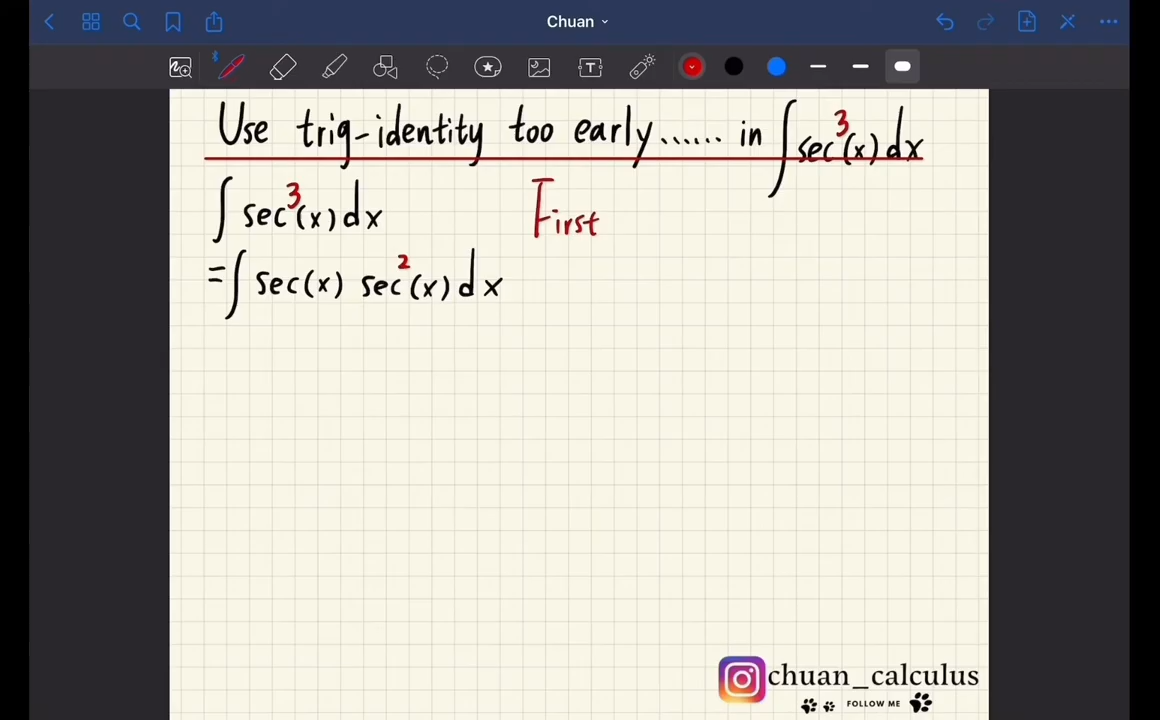 Chuan
Use trig-identity too early...... in ∫sec³(x)dx
∫sec³(x)dx First
=∫sec(x) sec²(x)dx
chuan_calculus
FOLLOW ME